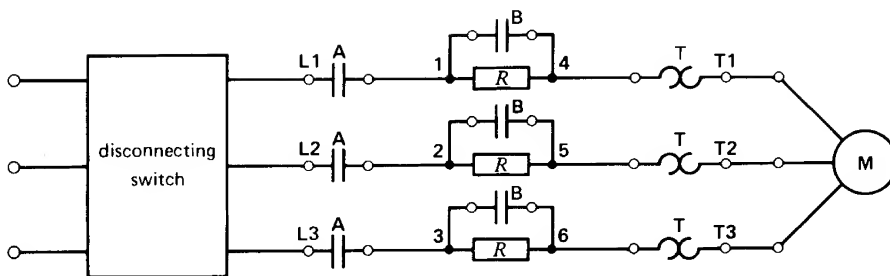 B
L1 A 1 4 T T1
R
disconnecting
switch
B
L2 A 2 5 T T2
R
M
B
L3 A 3 6 T T3
R